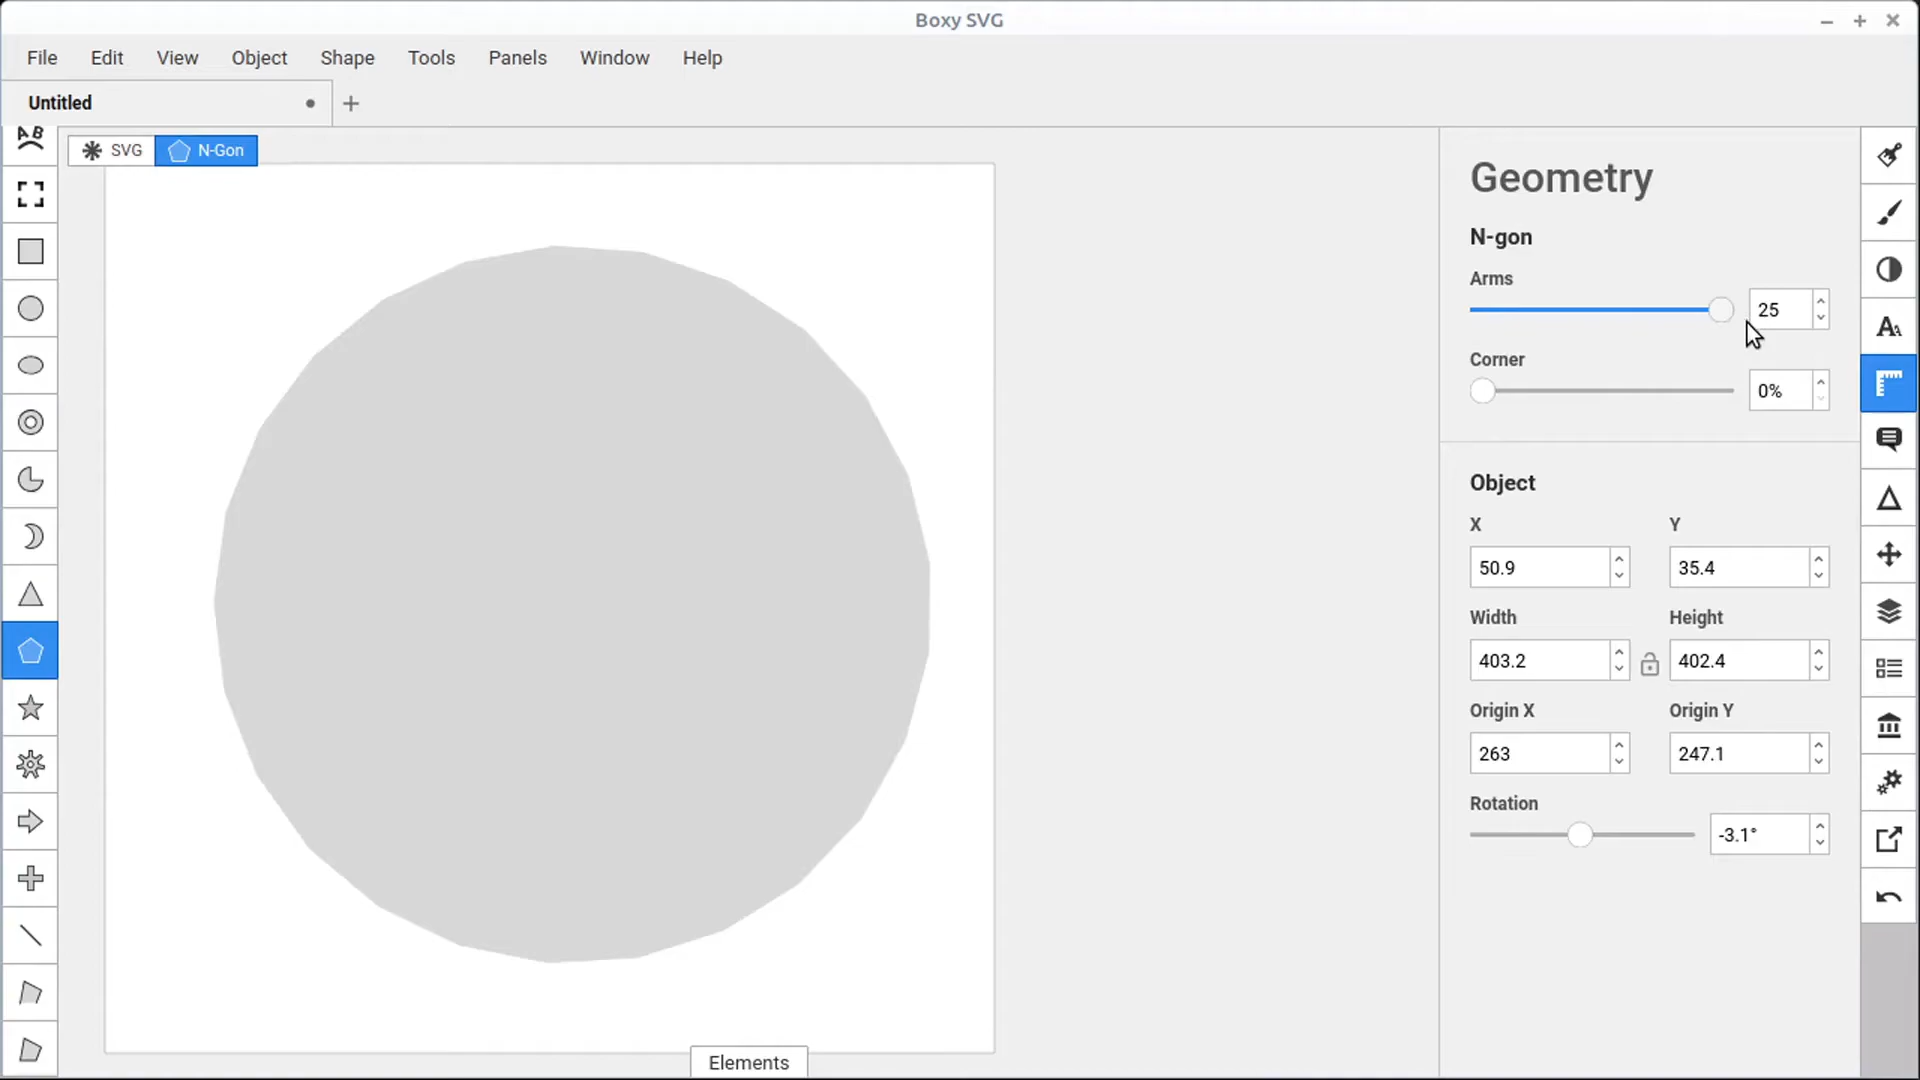 Boxy SVG
File Edit View Object Shape Tools Panels Window Help
Untitled
SVG N-Gon
Geometry
N-gon
Arms
25
Corner
0%
Object
X Y
50.9 35.4
Width Height
403.2 402.4
Origin X Origin Y
263 247.1
Rotation
-3.1°
Elements